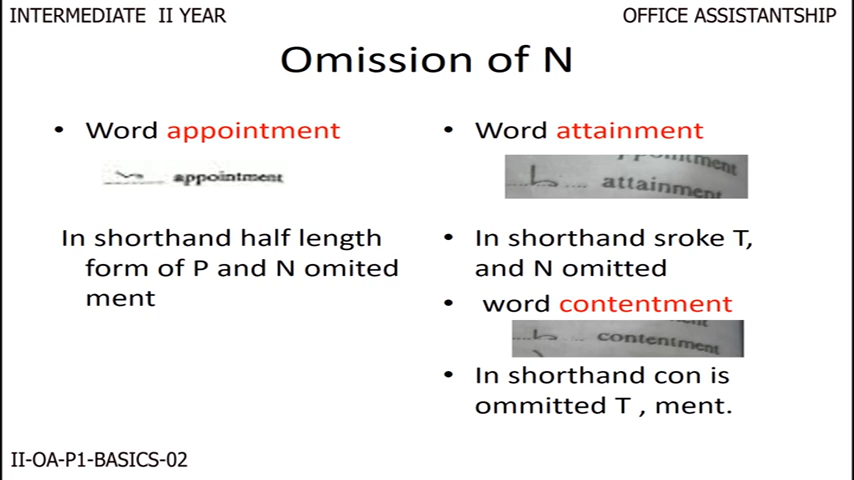 INTERMEDIATE II YEAR
OFFICE ASSISTANTSHIP
Omission of N
• Word appointment
appointment
In shorthand half length
form of P and N omited
ment
• Word attainment
appointment
attainment
• In shorthand sroke T,
and N omitted
• word contentment
contentment
• In shorthand con is
ommitted T , ment.
II-OA-P1-BASICS-02